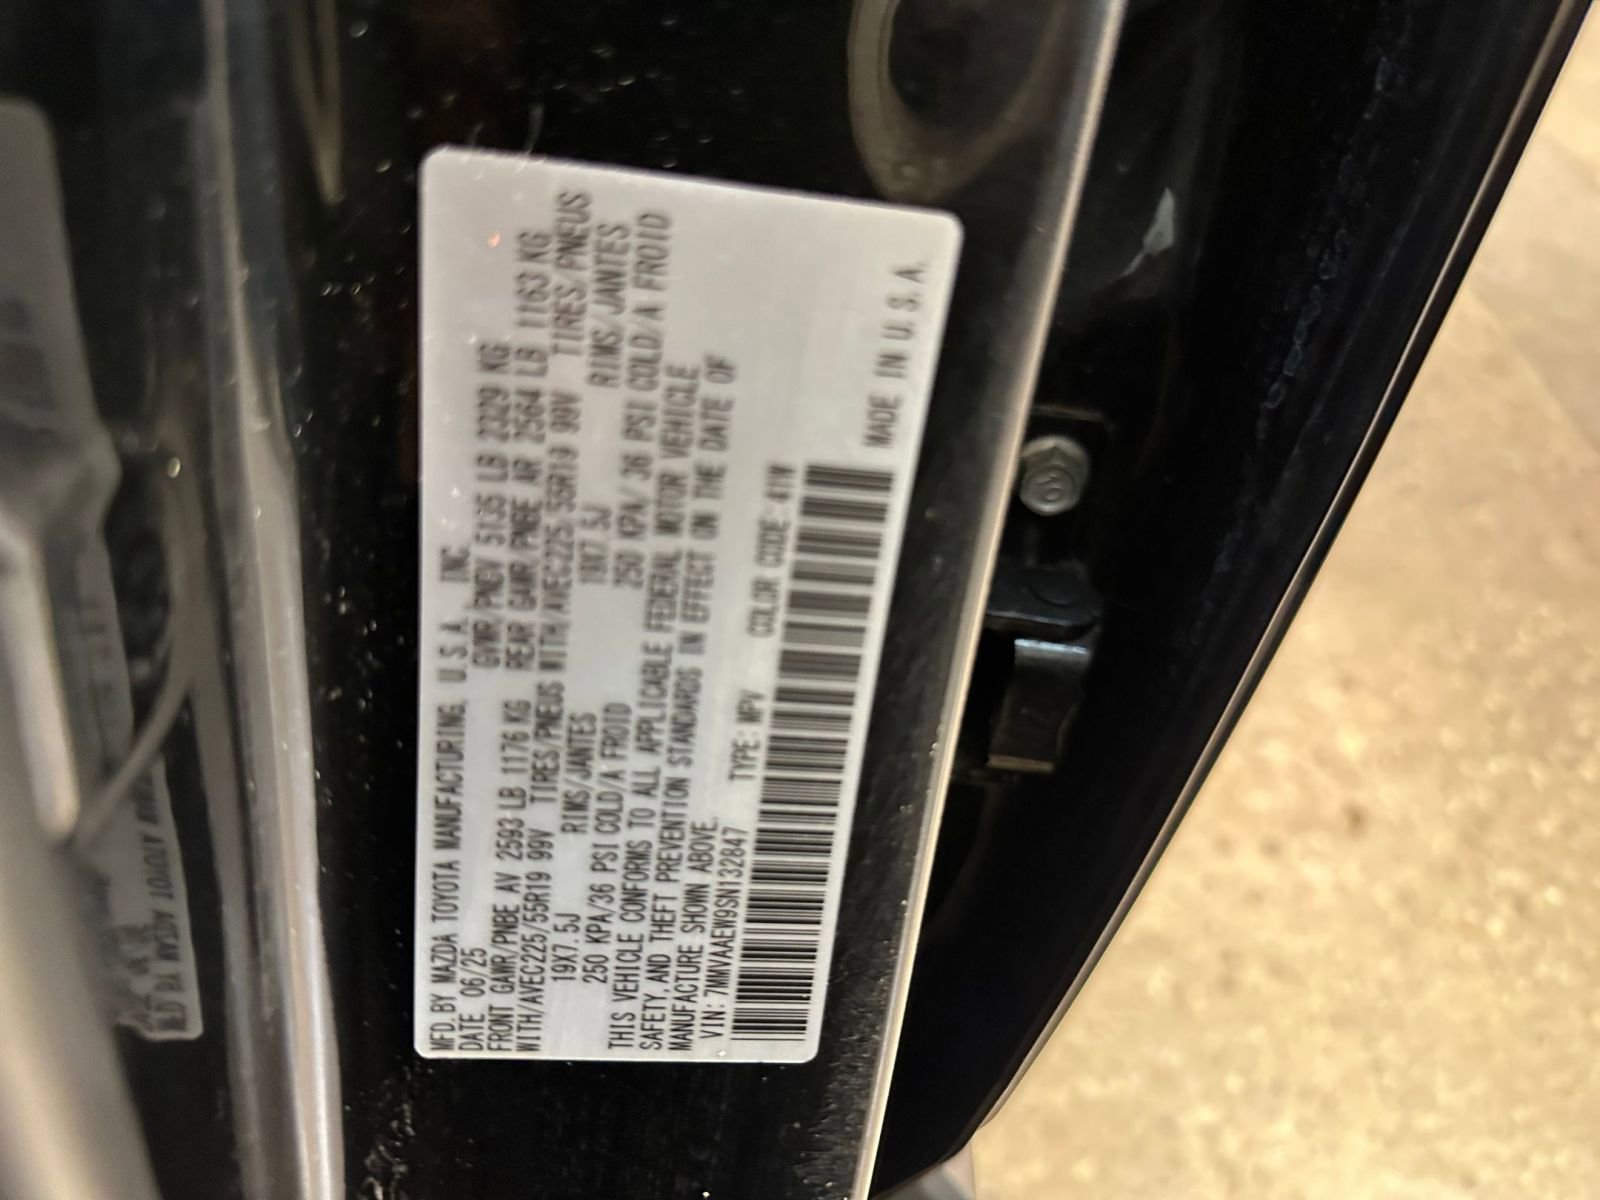 MFD. BY MAZDA TOYOTA MANUFACTURING, U.S.A. INC.
DATE 06/25 GVWR/PNBV 5135 LB 2329 KG
FRONT GAWR/PNBE AV 2593 LB 1176 KG REAR GAWR/PNBE AR 2564 LB 1163 KG
WITH/AVEC225/55R19 99V TIRES/PNEUS WITH/AVEC225/55R19 99V TIRES/PNEUS
19X7.5J RIMS/JANTES 19X7.5J RIMS/JANTES
250 KPA/36 PSI COLD/A FROID 250 KPA/36 PSI COLD/A FROID
THIS VEHICLE CONFORMS TO ALL APPLICABLE FEDERAL MOTOR VEHICLE
SAFETY, AND THEFT PREVENTION STANDARDS IN EFFECT ON THE DATE OF
MANUFACTURE SHOWN ABOVE.
VIN: 7MMVAAEW9SN132847 TYPE: MPV COLOR CODE: 41W
MADE IN U.S.A.